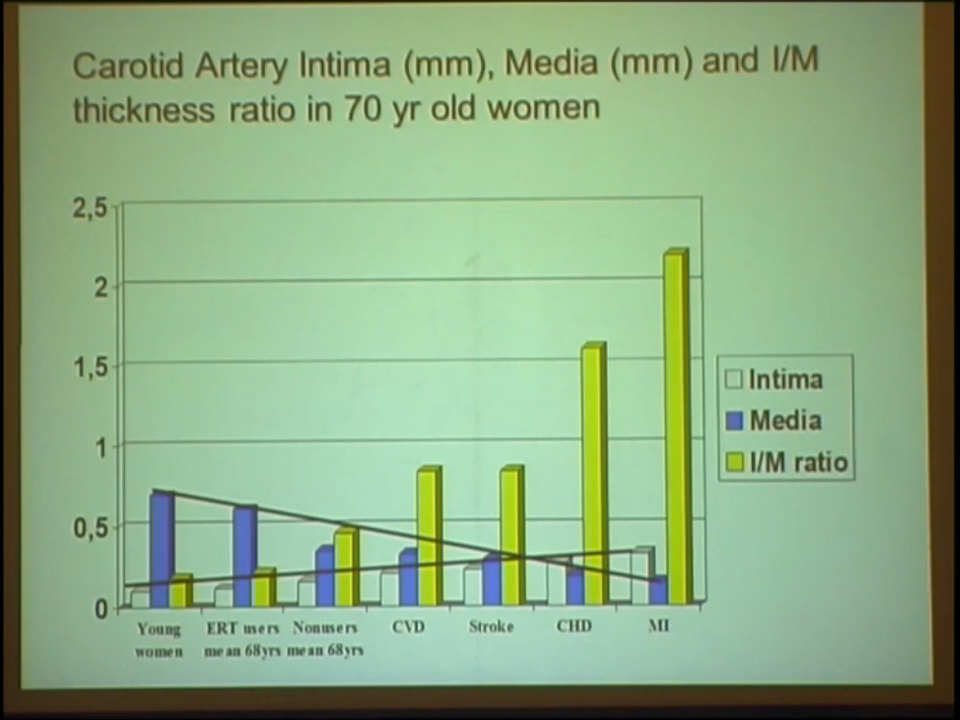 Carotid Artery Intima (mm), Media (mm) and I/M
thickness ratio in 70 yr old women
2,5
2
1,5
1
0,5
0
Intima
Media
I/M ratio
Young women
ERT users mean 68yrs
Nonusers mean 68yrs
CVD
Stroke
CHD
MI